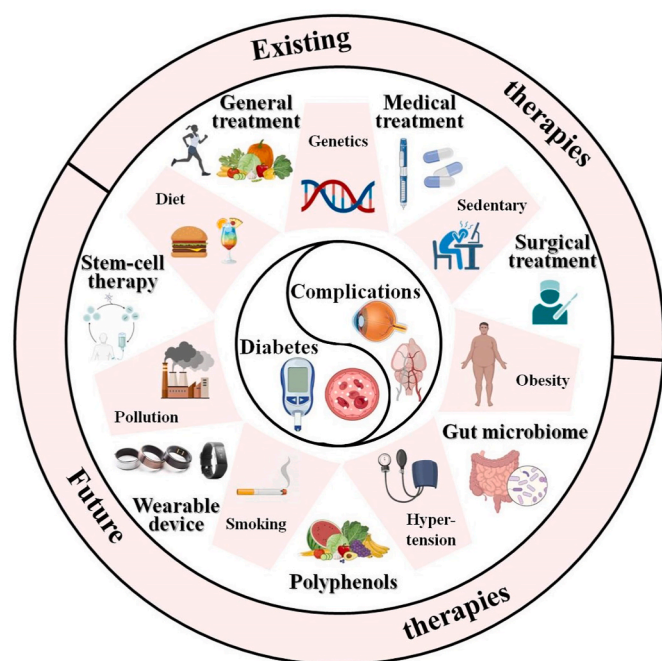 Existing
therapies
General
treatment
Medical
treatment
Genetics
Diet
Sedentary
Stem-cell
therapy
Surgical
treatment
Complications
Diabetes
Pollution
Obesity
Gut microbiome
Wearable
device
Smoking
Hyper-
tension
Polyphenols
Future
therapies